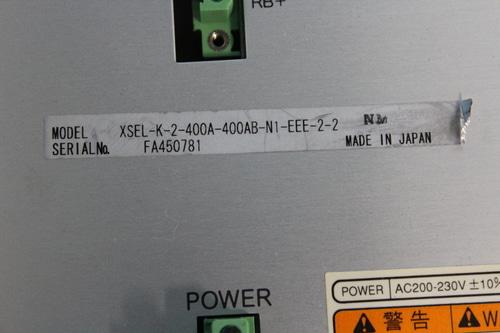 RB+
MODEL XSEL-K-2-400A-400AB-N1-EEE-2-2
SERIAL No. FA450781 MADE IN JAPAN
POWER
POWER AC200-230V ±10%
警告 W